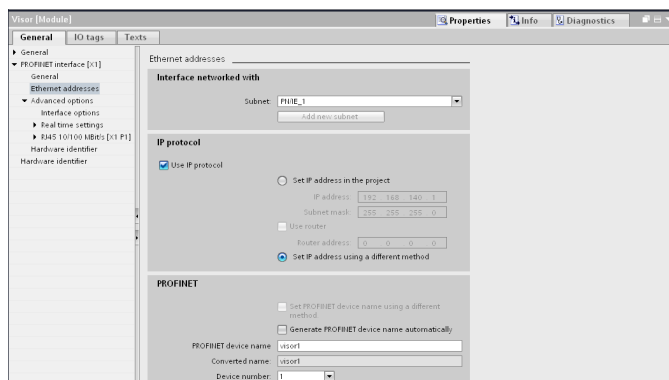 Visor [Module]
Properties Info Diagnostics
General IO tags Texts
General
PROFINET interface [X1]
General
Ethernet addresses
Advanced options
Interface options
Real time settings
RJ45 10/100 MBit/s [X1 P1]
Hardware identifier
Hardware identifier
Ethernet addresses
Interface networked with
Subnet: PN/IE_1
Add new subnet
IP protocol
Use IP protocol
Set IP address in the project
IP address: 192 168 140 1
Subnet mask: 255 255 255 0
Use router
Router address: 0 0 0 0
Set IP address using a different method
PROFINET
Set PROFINET device name using a different
method
Generate PROFINET device name automatically
PROFINET device name visor1
Converted name: visor1
Device number: 1